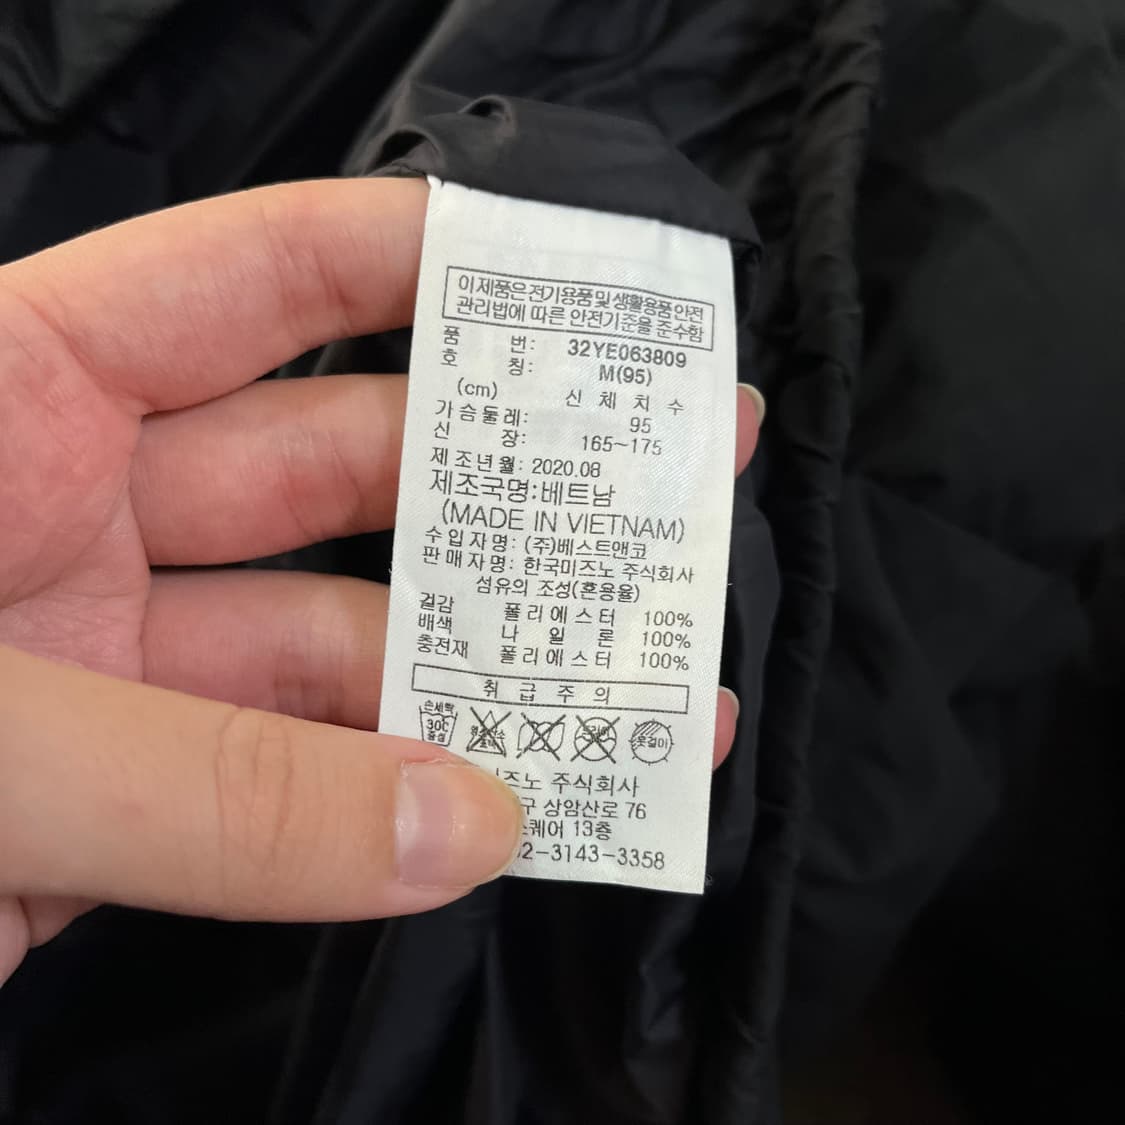 이 제품은 전기용품 및 생활용품 안전
관리법에 따른 안전기준을 준수함
품 번: 32YE063809
호 칭: M(95)
(cm) 신 체 치 수
가슴둘레: 95
신 장: 165~175
제조년월: 2020.08
제조국명:베트남
(MADE IN VIETNAM)
수입자명: (주)베스트앤코
판매자명: 한국미즈노 주식회사
섬유의 조성(혼용율)
겉감 폴리에스터 100%
배색 나 일 론 100%
충전재 폴리에스터 100%
취 급 주 의
손세탁
30C
중성
옷걸이
미즈노 주식회사
구 상암산로 76
스퀘어 13층
02-3143-3358